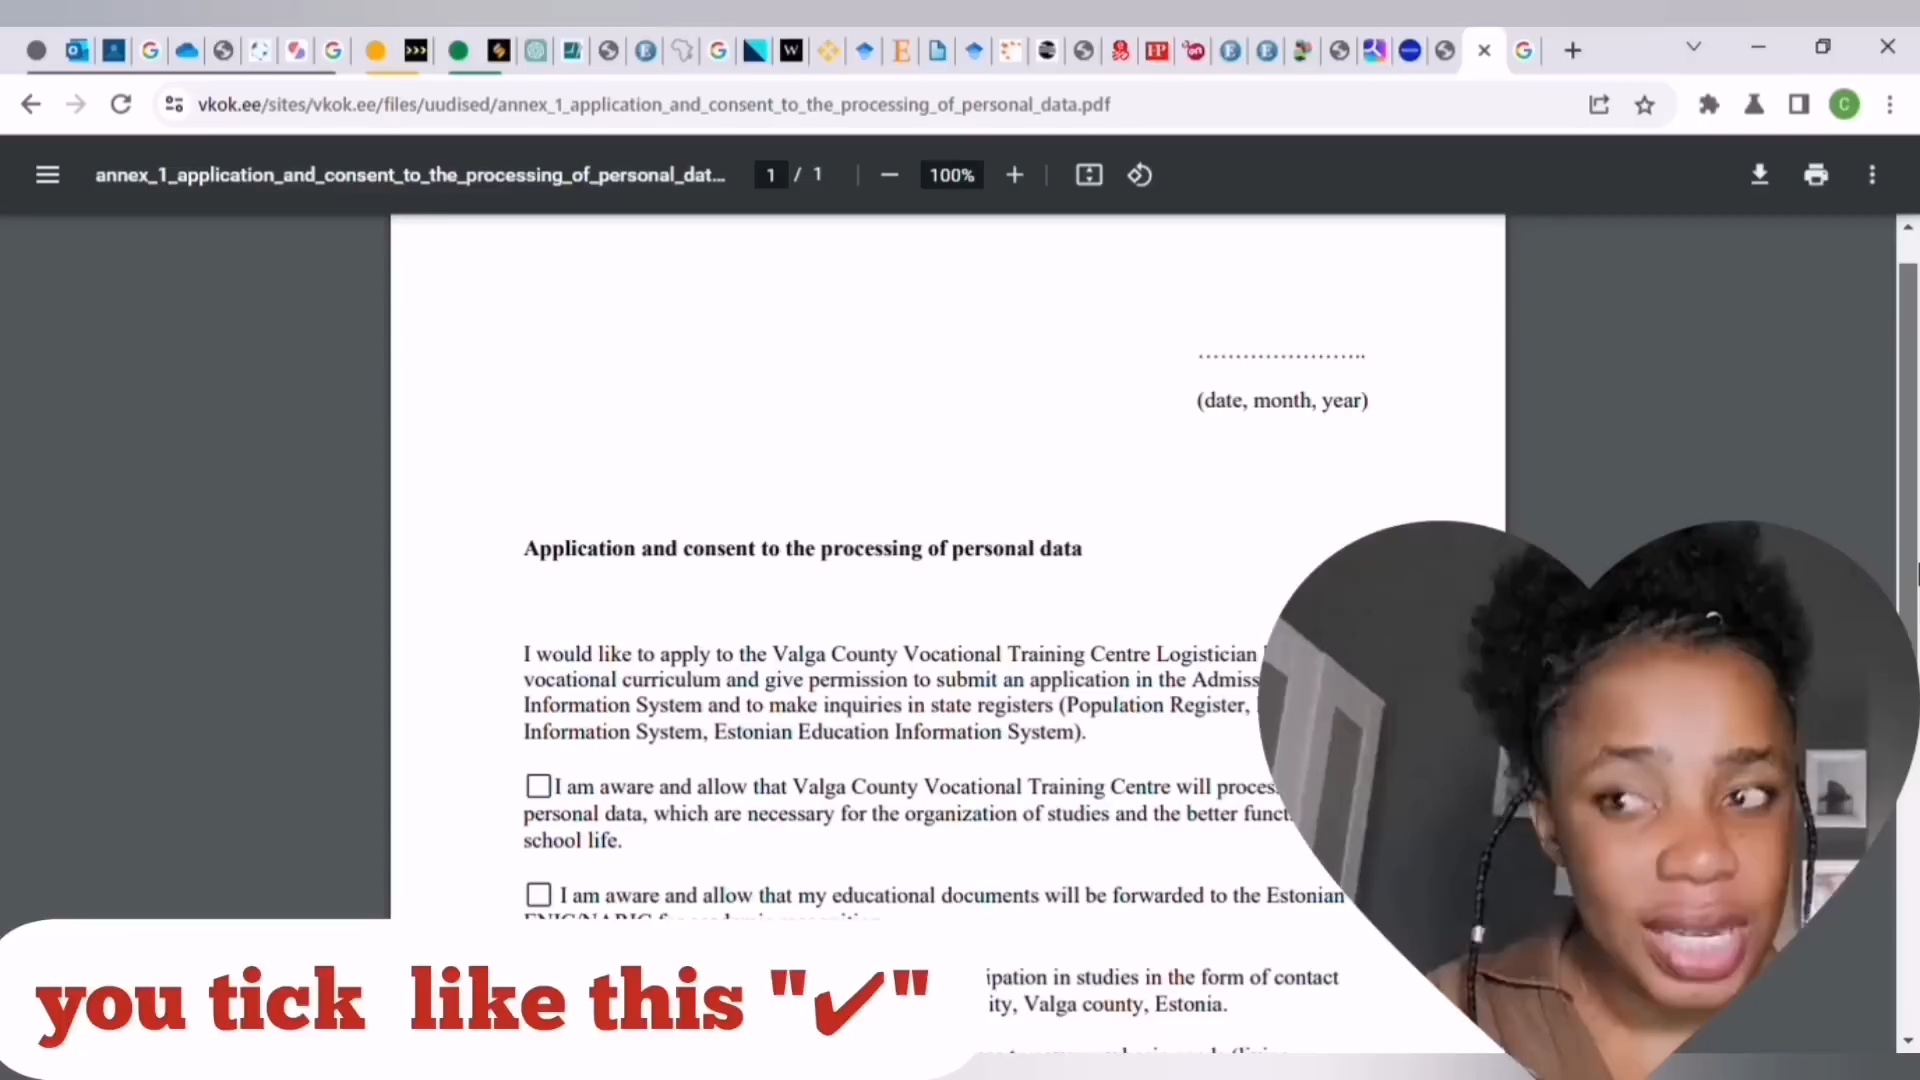 vkok.ee/sites/vkok.ee/files/uudised/annex_1_application_and_consent_to_the_processing_of_personal_data.pdf
C
annex_1_application_and_consent_to_the_processing_of_personal_dat... 1 / 1 100%
........................
(date, month, year)
Application and consent to the processing of personal data
I would like to apply to the Valga County Vocational Training Centre Logistician
vocational curriculum and give permission to submit an application in the Admiss
Information System and to make inquiries in state registers (Population Register,
Information System, Estonian Education Information System).
I am aware and allow that Valga County Vocational Training Centre will proces
personal data, which are necessary for the organization of studies and the better funct
school life.
I am aware and allow that my educational documents will be forwarded to the Estonian
ipation in studies in the form of contact
ity, Valga county, Estonia.
you tick like this "✓"